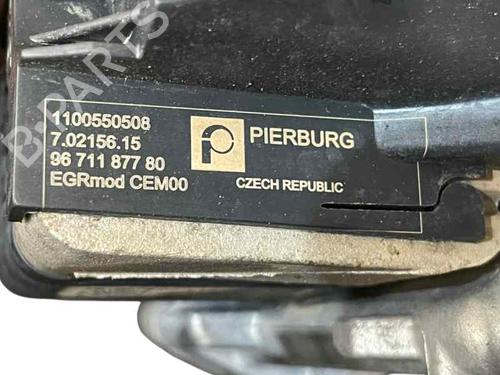 1100550508
7.02156.15
96 711 877 80
EGRmod CEM00
PIERBURG
CZECH REPUBLIC